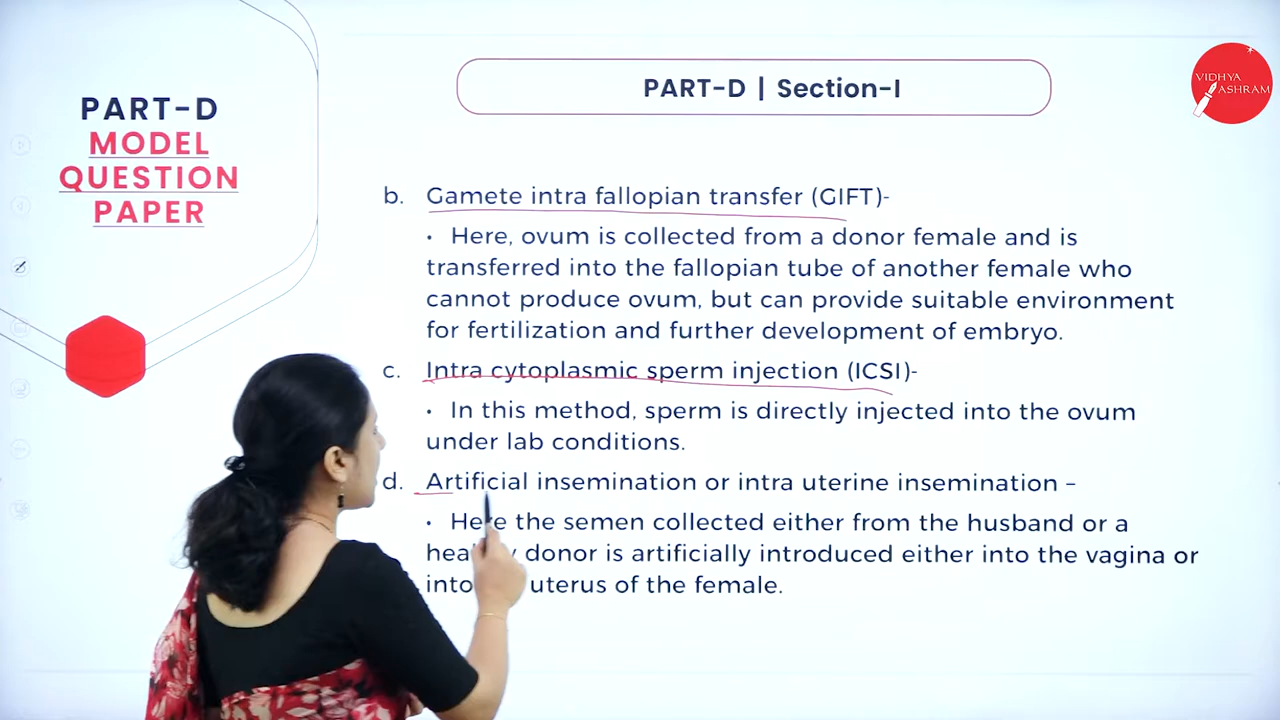 PART-D
MODEL
QUESTION
PAPER
PART-D | Section-I
VIDHYA
ASHRAM
b. Gamete intra fallopian transfer (GIFT)-
• Here, ovum is collected from a donor female and is
transferred into the fallopian tube of another female who
cannot produce ovum, but can provide suitable environment
for fertilization and further development of embryo.
c. Intra cytoplasmic sperm injection (ICSI)-
• In this method, sperm is directly injected into the ovum
under lab conditions.
d. Artificial insemination or intra uterine insemination –
• Here the semen collected either from the husband or a
donor is artificially introduced either into the vagina or
into uterus of the female.